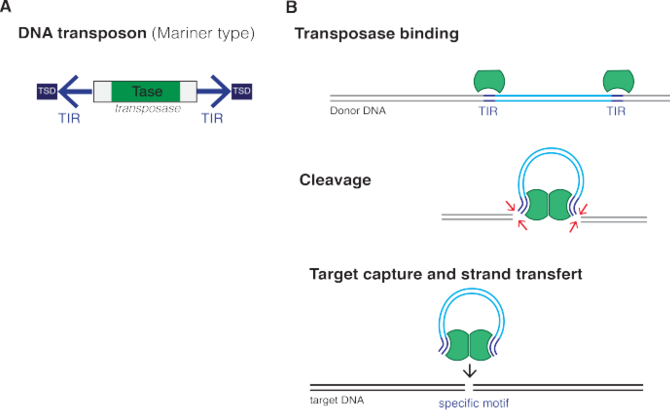 A
DNA transposon (Mariner type)
TSD
Tase
TSD
transposase
TIR
TIR
B
Transposase binding
Donor DNA
TIR
TIR
Cleavage
Target capture and strand transfert
target DNA
specific motif